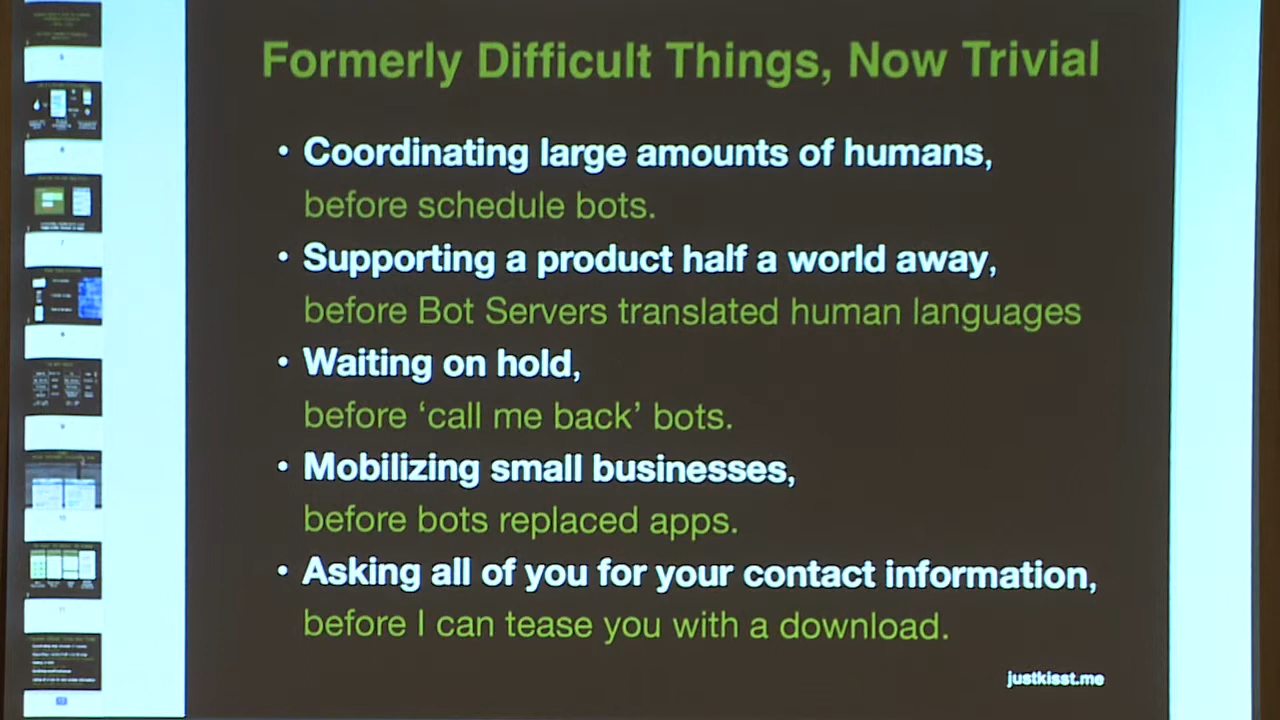 Formerly Difficult Things, Now Trivial
• Coordinating large amounts of humans,
before schedule bots.
• Supporting a product half a world away,
before Bot Servers translated human languages
• Waiting on hold,
before ‘call me back’ bots.
• Mobilizing small businesses,
before bots replaced apps.
• Asking all of you for your contact information,
before I can tease you with a download.
justkisst.me